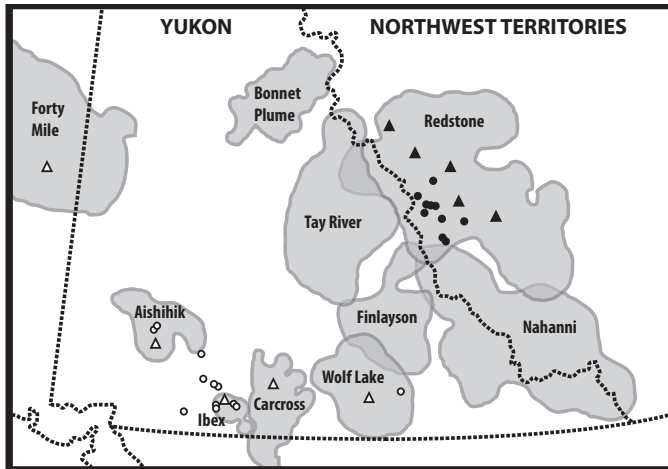 YUKON
NORTHWEST TERRITORIES
Forty
Mile
Bonnet
Plume
Redstone
Tay River
Aishihik
Finlayson
Nahanni
Wolf Lake
Carcross
Ibex